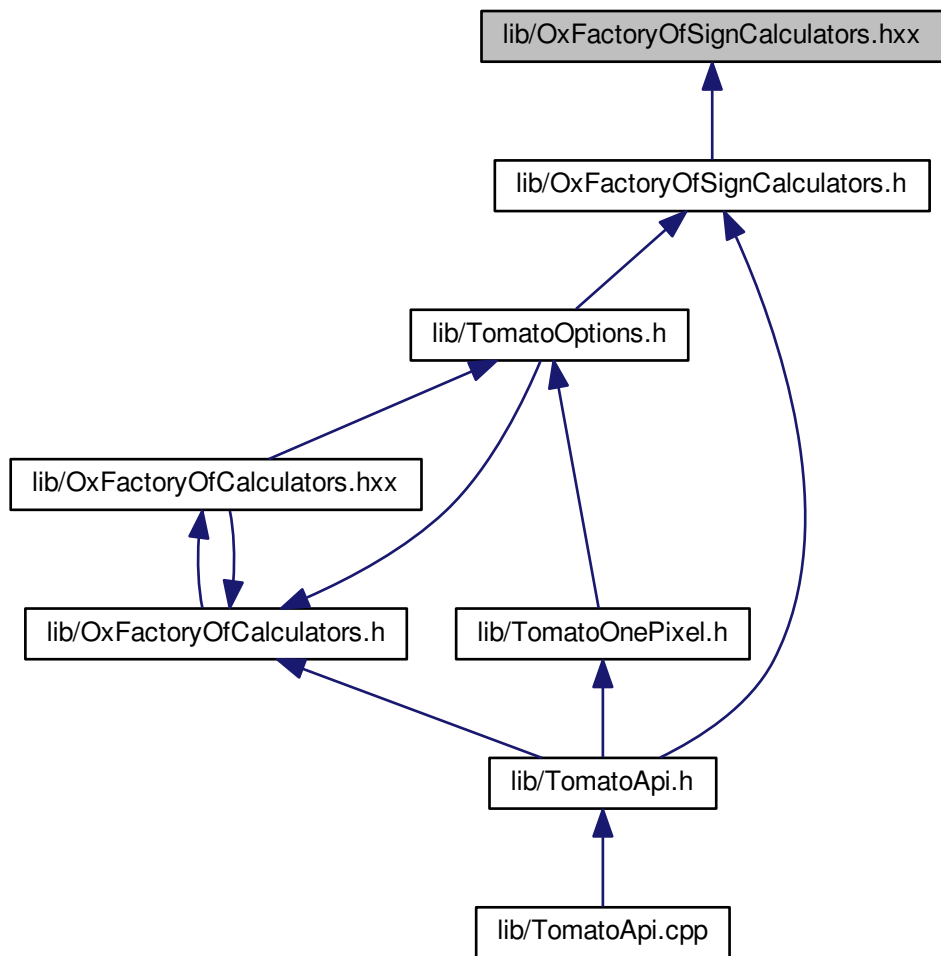 lib/OxFactoryOfSignCalculators.hxx
lib/OxFactoryOfSignCalculators.h
lib/TomatoOptions.h
lib/OxFactoryOfCalculators.hxx
lib/OxFactoryOfCalculators.h
lib/TomatoOnePixel.h
lib/TomatoApi.h
lib/TomatoApi.cpp